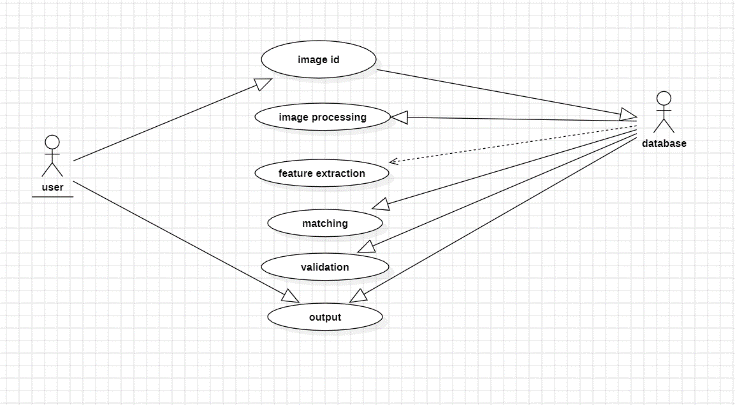 image id
image processing
database
user
feature extraction
matching
validation
output